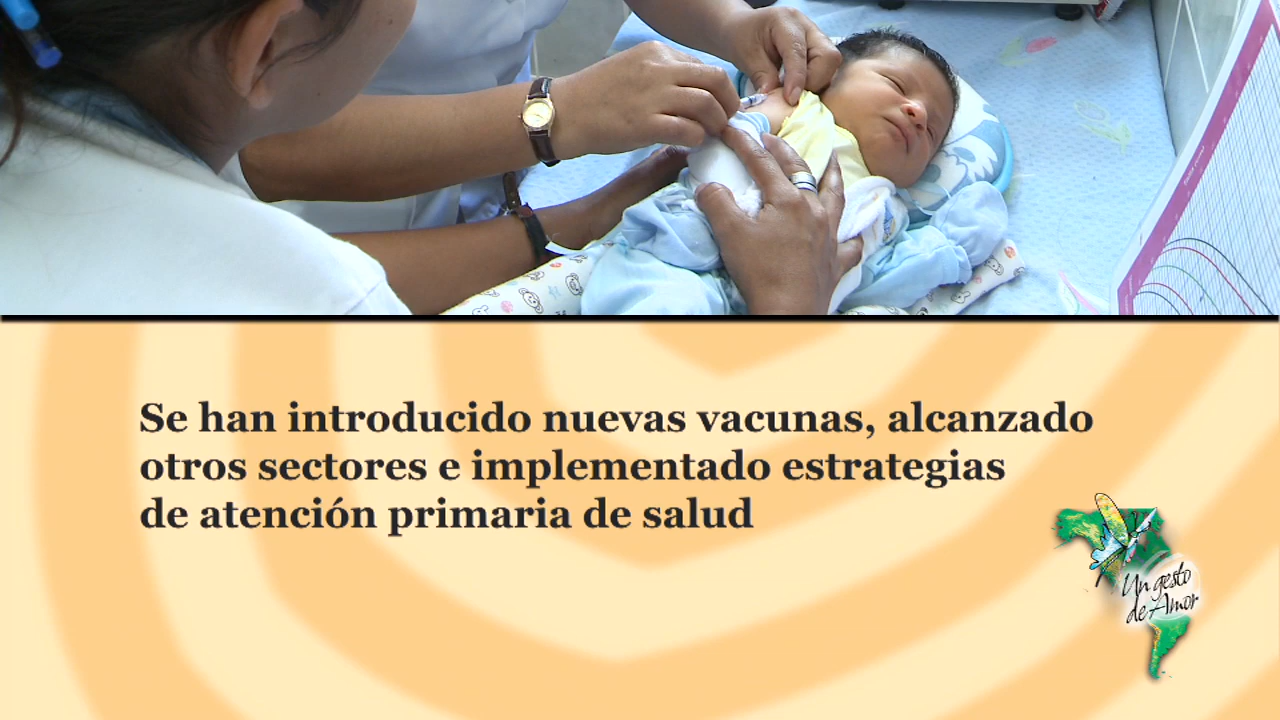 Se han introducido nuevas vacunas, alcanzado
otros sectores e implementado estrategias
de atención primaria de salud
Un gesto
de Amor